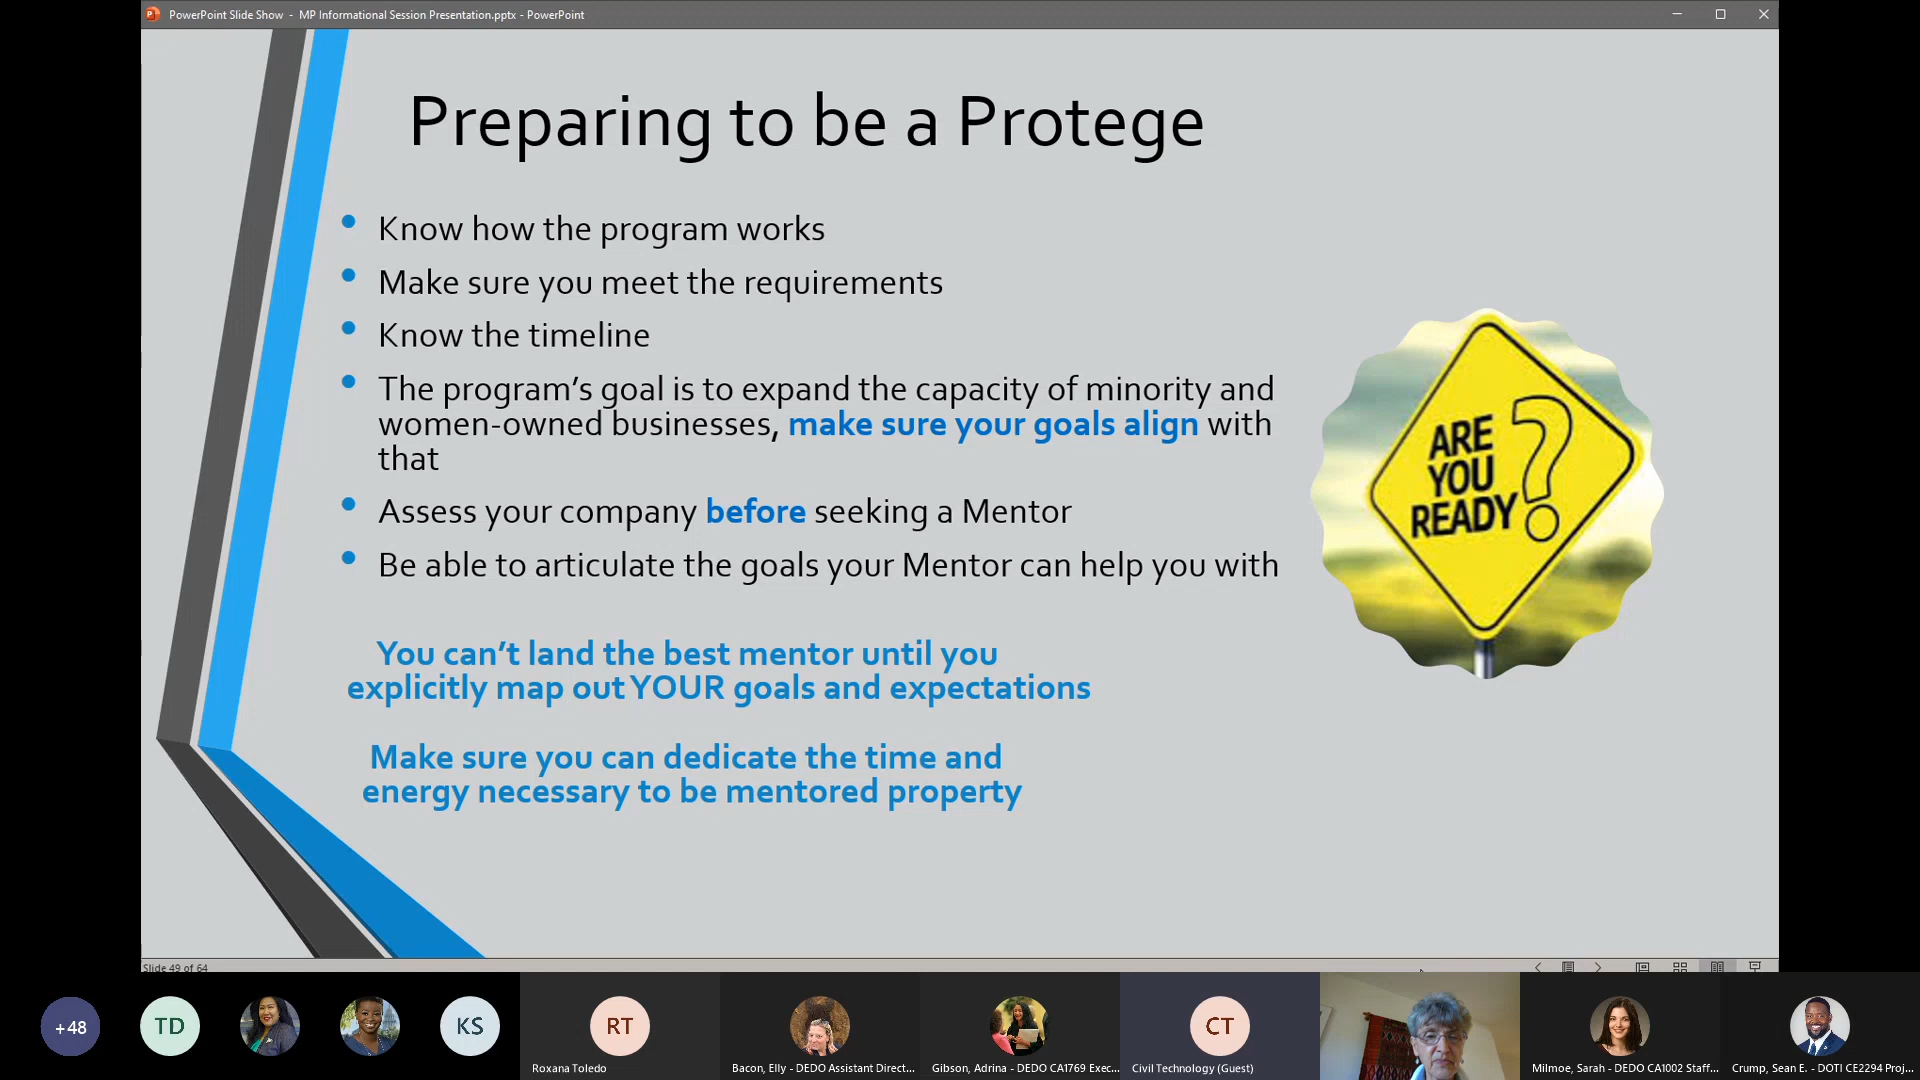 PowerPoint Slide Show - MP Informational Session Presentation.pptx - PowerPoint
Preparing to be a Protege
Know how the program works
Make sure you meet the requirements
Know the timeline
The program’s goal is to expand the capacity of minority and
women-owned businesses, make sure your goals align with
that
Assess your company before seeking a Mentor
Be able to articulate the goals your Mentor can help you with
You can’t land the best mentor until you
explicitly map out YOUR goals and expectations
Make sure you can dedicate the time and
energy necessary to be mentored property
ARE
YOU
READY?
Slide 49 of 64
+48
TD
KS
RT
CT
Roxana Toledo
Bacon, Elly - DEDO Assistant Direct...
Gibson, Adrina - DEDO CA1769 Exec...
Civil Technology (Guest)
Milmoe, Sarah - DEDO CA1002 Staff...
Crump, Sean E. - DOTI CE2294 Proj...